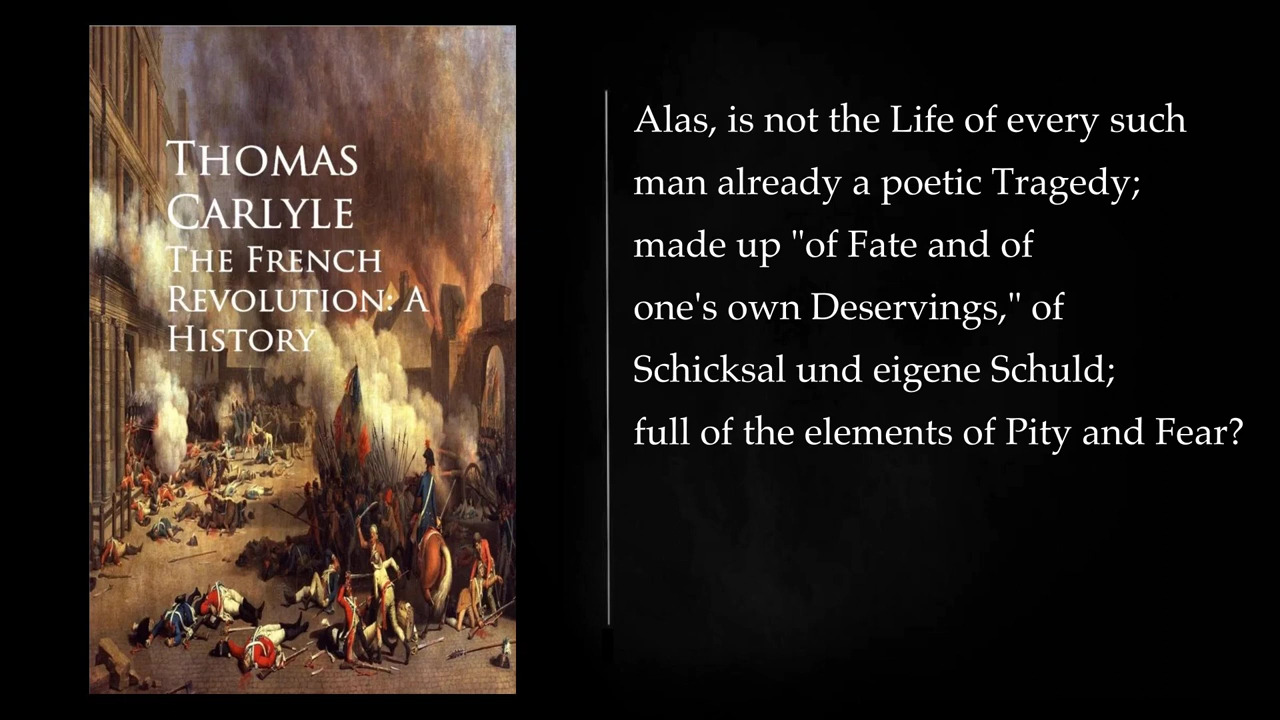 THOMAS
CARLYLE
THE FRENCH
REVOLUTION: A
HISTORY
Alas, is not the Life of every such
man already a poetic Tragedy;
made up "of Fate and of
one's own Deservings," of
Schicksal und eigene Schuld;
full of the elements of Pity and Fear?